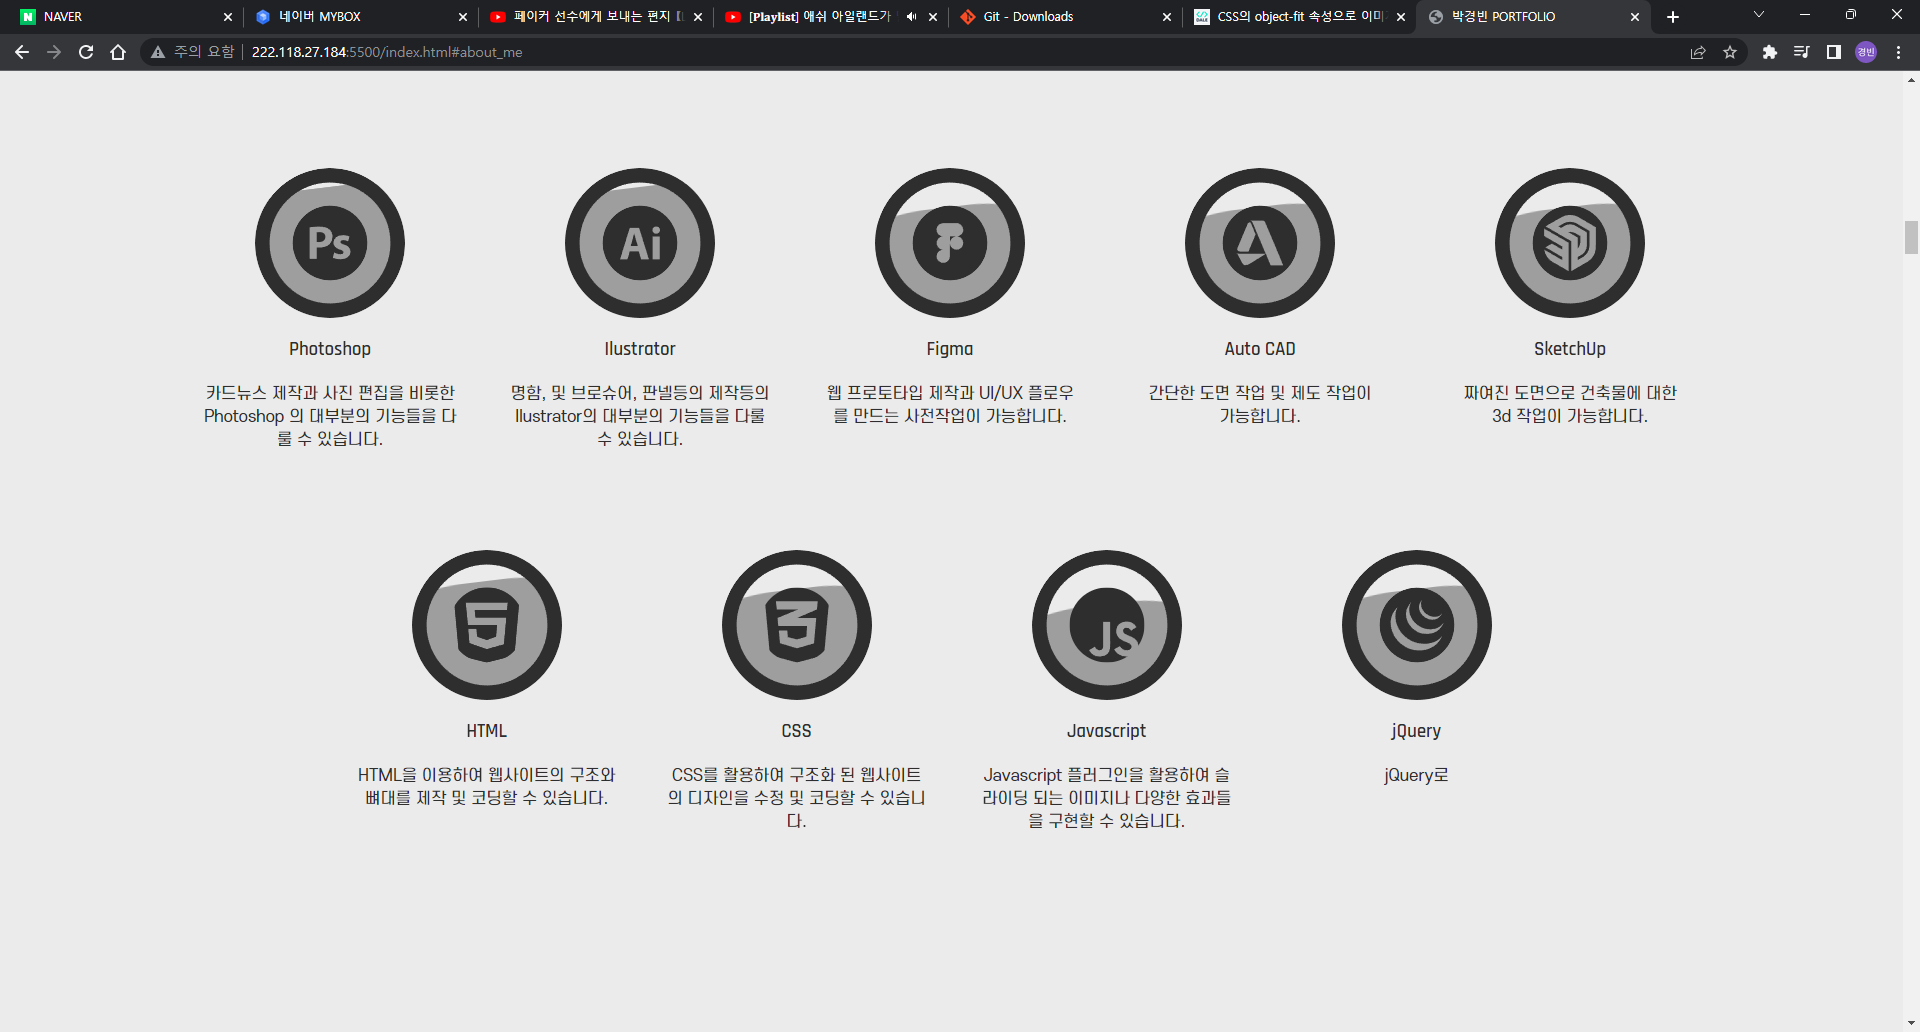 NAVER
네이버 MYBOX
페이커 선수에게 보내는 편지
[Playlist] 애쉬 아일랜드가
Git - Downloads
CSS의 object-fit 속성으로 이미
박경빈 PORTFOLIO
주의 요함
222.118.27.184:5500/index.html#about_me
경빈
Ps
Ai
Photoshop
Ilustrator
Figma
Auto CAD
SketchUp
카드뉴스 제작과 사진 편집을 비롯한
Photoshop 의 대부분의 기능들을 다
룰 수 있습니다.
명함, 및 브로슈어, 판넬등의 제작등의
Ilustrator의 대부분의 기능들을 다룰
수 있습니다.
웹 프로토타입 제작과 UI/UX 플로우
를 만드는 사전작업이 가능합니다.
간단한 도면 작업 및 제도 작업이
가능합니다.
짜여진 도면으로 건축물에 대한
3d 작업이 가능합니다.
5
3
JS
HTML
CSS
Javascript
jQuery
HTML을 이용하여 웹사이트의 구조와
뼈대를 제작 및 코딩할 수 있습니다.
CSS를 활용하여 구조화 된 웹사이트
의 디자인을 수정 및 코딩할 수 있습니
다.
Javascript 플러그인을 활용하여 슬
라이딩 되는 이미지나 다양한 효과들
을 구현할 수 있습니다.
jQuery로